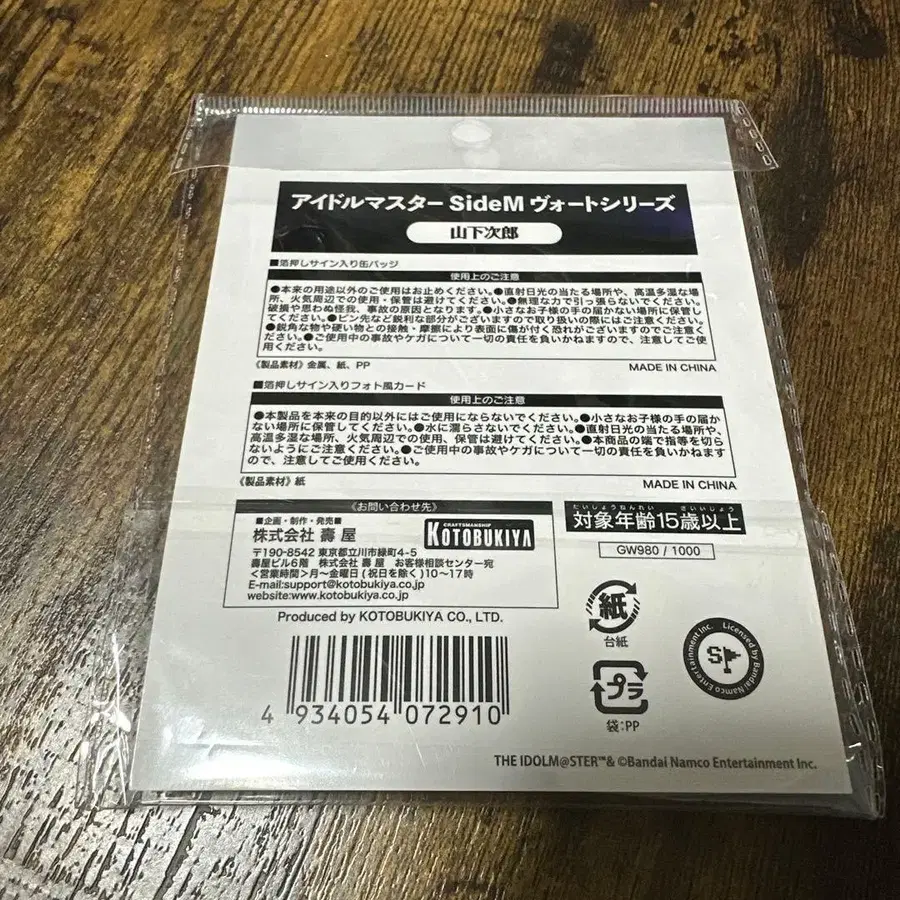 アイドルマスター SideM ヴォートシリーズ
山下次郎
■箔押しサイン入り缶バッジ
使用上のご注意
●本来の用途以外のご使用はお止めください。●直射日光の当たる場所や、高温多湿な場
所、火気周辺での使用・保管は避けてください。●無理な力で引っ張らないでください。
破損や思わぬ怪我、事故の原因となります。●小さなお子様の手の届かない場所に保管し
てください。●ピン先など鋭利な部分がございますので取り扱いの際にはご注意ください。
●鋭角な物や硬い物との接触・摩擦により表面に傷が付く恐れがございますのでご注意く
ださい。●ご使用中の事故やケガについて一切の責任を負いかねますので、注意してご使
用ください。
《製品素材》金属、紙、PP
MADE IN CHINA
■箔押しサイン入りフォト風カード
使用上のご注意
●本製品を本来の目的以外にはご使用にならないでください。●小さなお子様の手の届か
ない場所に保管してください。●水に濡らさないでください。●直射日光の当たる場所や、
高温多湿な場所、火気周辺での使用、保管は避けてください。●本商品の端で指等を切ら
ないようにご注意ください。●ご使用中の事故やケガについて一切の責任を負いかねます
ので、注意してご使用ください。
《製品素材》紙
MADE IN CHINA
《お問い合わせ先》
■企画・制作・発売■
株式会社 壽 屋
CRAFTSMANSHIP
KOTOBUKIYA
〒190-8542 東京都立川市緑町4-5
壽屋ビル6階 株式会社 壽 屋 お客様相談センター宛
＜営業時間＞月〜金曜日(祝日を除く)10〜17時
E-mail:support@kotobukiya.co.jp
website:www.kotobukiya.co.jp
Produced by KOTOBUKIYA CO., LTD.
4 934054 072910
たいしょうねんれい さいいじょう
対象年齢15歳以上
GW980 / 1000
紙
台紙
プラ
袋:PP
Licensed by Bandai Namco Entertainment Inc.
S
THE IDOLM@STER™& ©Bandai Namco Entertainment Inc.